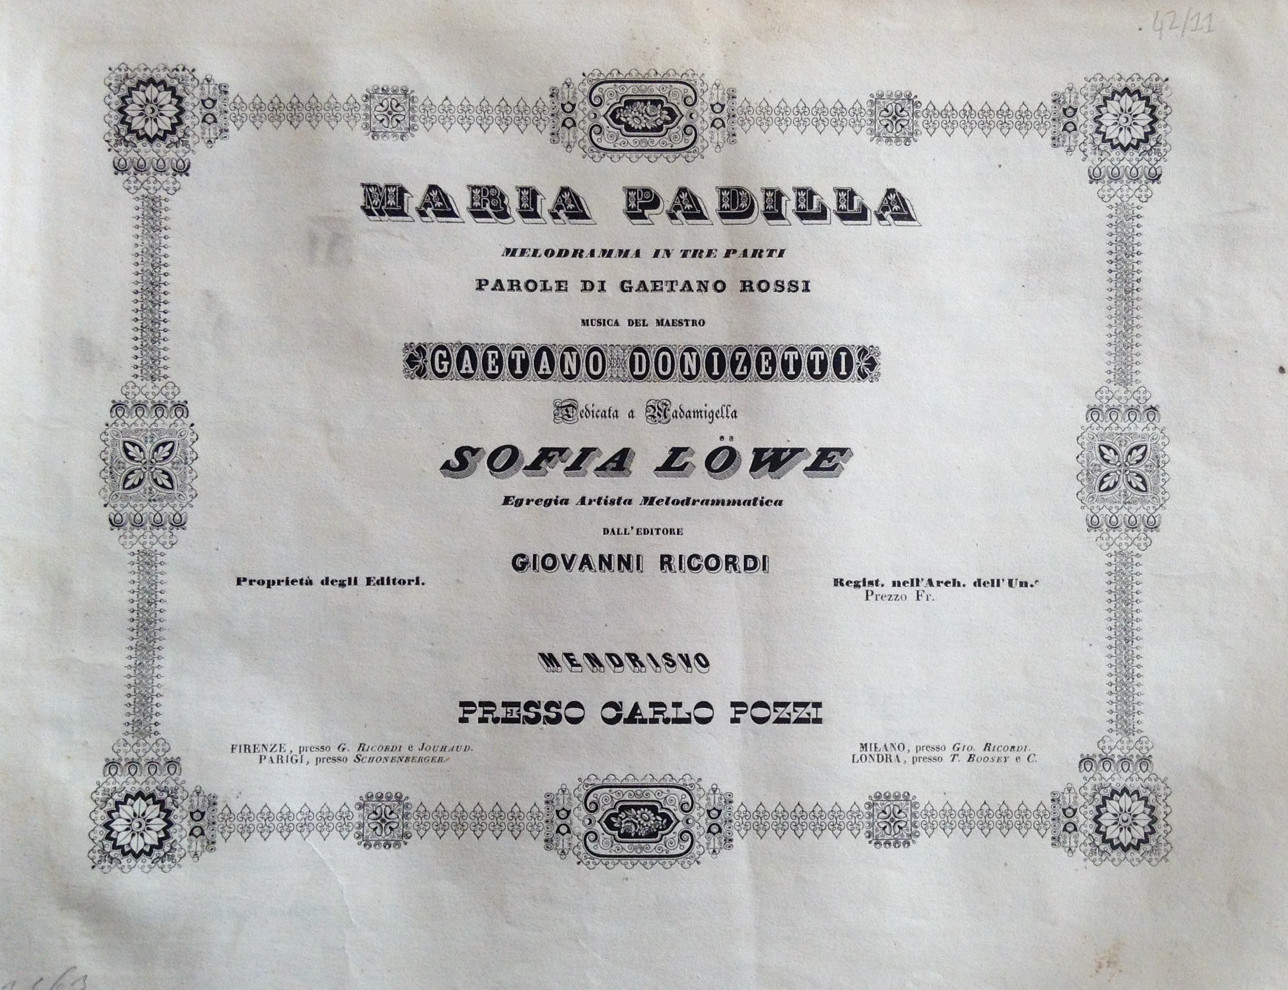 42/11
MARIA PADILLA
MELODRAMMA IN TRE PARTI
PAROLE DI GAETANO ROSSI
MUSICA DEL MAESTRO
GAETANO DONIZETTI
Dedicata a Madamigella
SOFIA LÖWE
Egregia Artista Melodrammatica
DALL'EDITORE
GIOVANNI RICORDI
Proprietà degli Editori.
Regist. nell'Arch. dell'Un.e
Prezzo Fr.
MENDRISVO
PRESSO CARLO POZZI
FIRENZE, presso G. RICORDI e JOUHAUD.
PARIGI, presso SCHONENBERGER.
MILANO, presso GIO. RICORDI.
LONDRA, presso T. BOOSEY e C.